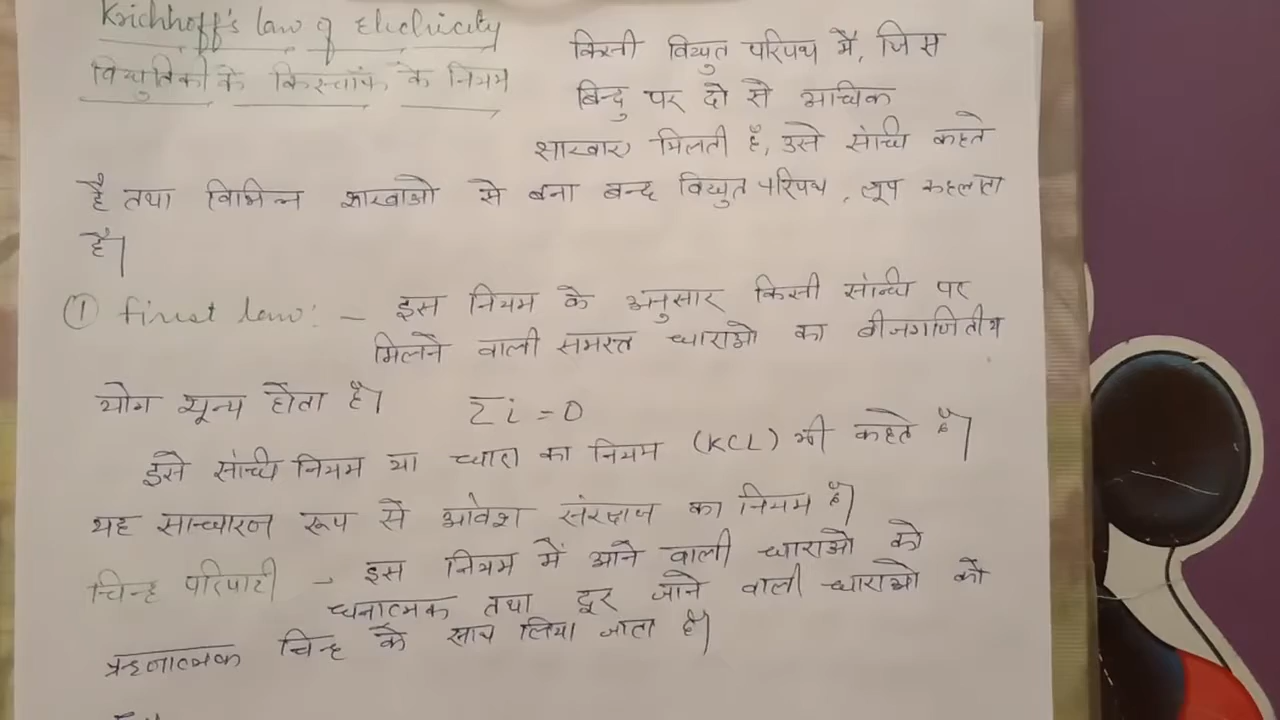 Krichhoff's law of Electricity
विद्युतिकी के किरचॉफ के नियम
किसी विद्युत परिपथ में, जिस
बिन्दु पर दो से अधिक
शाखाए मिलती है, उसे संधि कहते
है तथा विभिन्न शाखाओ से बना बन्द विद्युत परिपथ, लूप कहलाता
है।
① first law: - इस नियम के अनुसार किसी संन्धि पर
मिलने वाली समस्त धाराओ का बीजगणितीय
योग शून्य होता है। Σi = 0
इसे संधि नियम या धारा का नियम (KCL) भी कहते है।
यह साधारण रूप से आवेश संरक्षण का नियम है।
चिन्ह परिपाटी - इस नियम में आने वाली धाराओ को
धनात्मक तथा दूर जाने वाली धाराओ को
ऋणात्मक चिन्ह के साथ लिया जाता है।